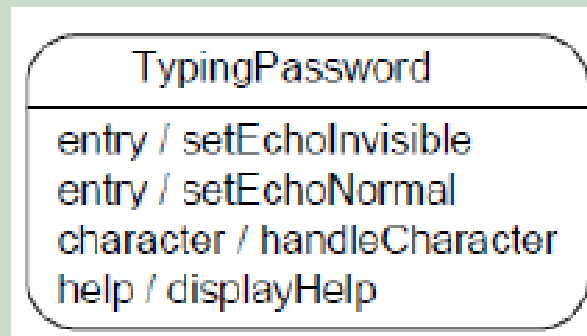 TypingPassword
entry / setEchoInvisible
entry / setEchoNormal
character / handleCharacter
help / displayHelp